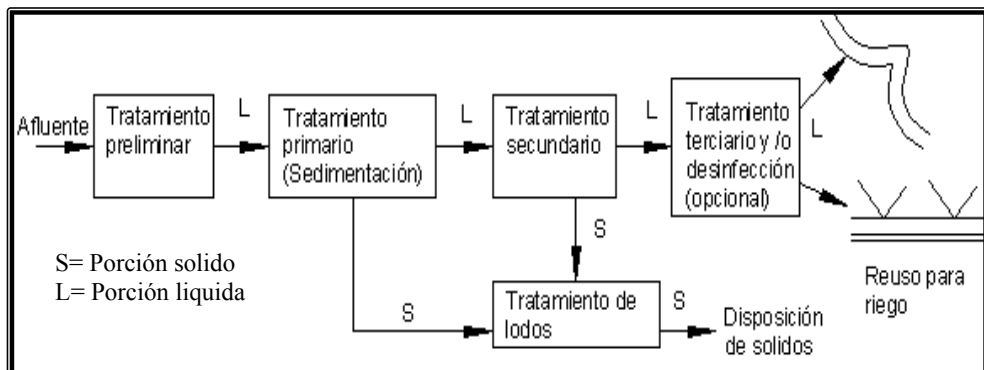 Afluente
Tratamiento
preliminar
L
Tratamiento
primario
(Sedimentación)
L
Tratamiento
secundario
L
Tratamiento
terciario y /o
desinfección
(opcional)
L
S= Porción solido
L= Porción liquida
S
S
Tratamiento de
lodos
S
Disposición
de solidos
Reuso para
riego